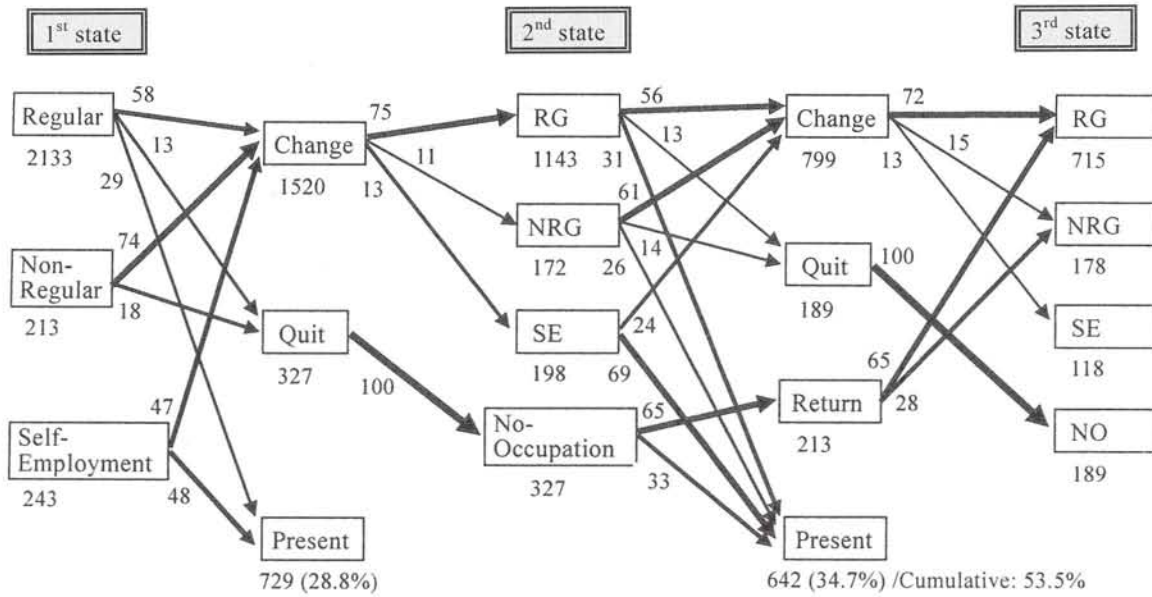 1st state
2nd state
3rd state
58
75
56
72
Regular
Change
RG
Change
RG
2133
13
1520
11
13
1143
31
13
799
13
15
715
29
61
74
NRG
NRG
172
26
14
178
Non-
Regular
Quit
100
213
18
189
Quit
SE
24
SE
327
198
69
118
100
65
47
65
No-
Occupation
Return
28
NO
Self-
Employment
327
33
213
189
243
48
Present
Present
729 (28.8%)
642 (34.7%) /Cumulative: 53.5%